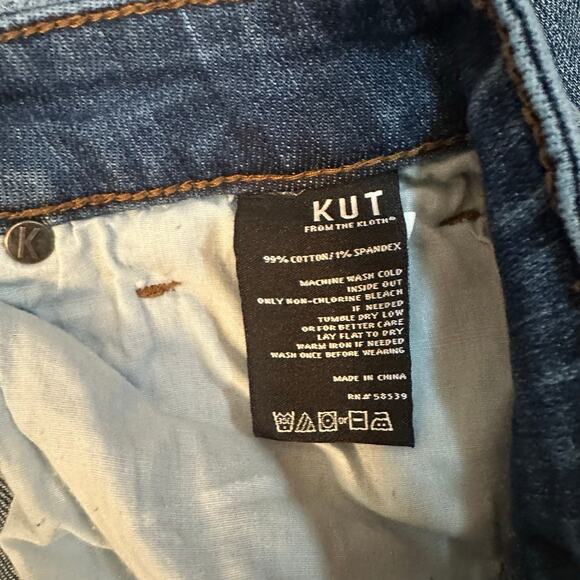 K
KUT
FROM THE KLOTH®
99% COTTON/1% SPANDEX
MACHINE WASH COLD
INSIDE OUT
ONLY NON-CHLORINE BLEACH
IF NEEDED
TUMBLE DRY LOW
OR FOR BETTER CARE
LAY FLAT TO DRY
WARM IRON IF NEEDED
WASH ONCE BEFORE WEARING
MADE IN CHINA
RN# 58539
or